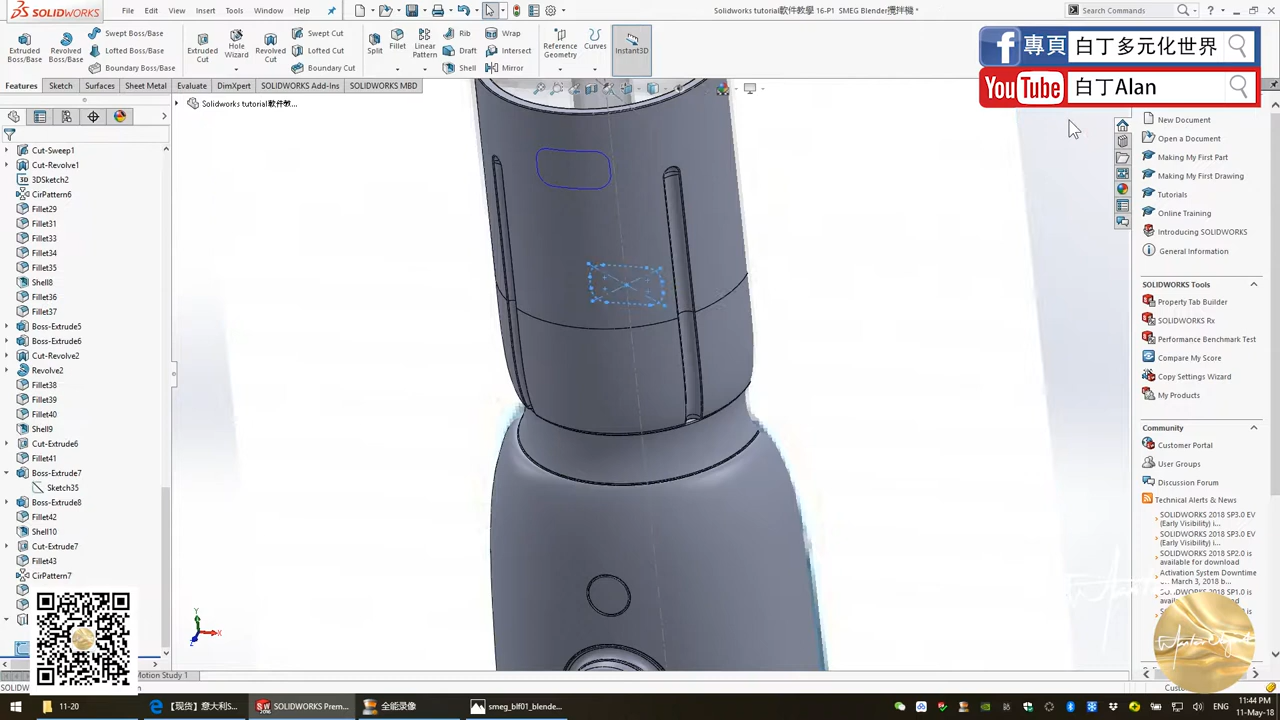 SOLIDWORKS
File Edit View Insert Tools Window Help
Solidworks tutorial軟件教學 16-P1 SMEG Blender攪拌機 *
Search Commands
Extruded Boss/Base
Revolved Boss/Base
Swept Boss/Base
Lofted Boss/Base
Boundary Boss/Base
Extruded Cut
Hole Wizard
Revolved Cut
Swept Cut
Lofted Cut
Boundary Cut
Split
Fillet
Linear Pattern
Rib
Draft
Shell
Wrap
Intersect
Mirror
Reference Geometry
Curves
Instant3D
專頁 白丁多元化世界
YouTube 白丁Alan
Features Sketch Surfaces Sheet Metal Evaluate DimXpert SOLIDWORKS Add-Ins SOLIDWORKS MBD
Solidworks tutorial軟件教...
Cut-Sweep1
Cut-Revolve1
3D 3DSketch2
CirPattern6
Fillet29
Fillet31
Fillet33
Fillet34
Fillet35
Shell8
Fillet36
Fillet37
Boss-Extrude5
Boss-Extrude6
Cut-Revolve2
Revolve2
Fillet38
Fillet39
Fillet40
Shell9
Cut-Extrude6
Fillet41
Boss-Extrude7
Sketch35
Boss-Extrude8
Fillet42
Shell10
Cut-Extrude7
Fillet43
CirPattern7
Motion Study 1
Y
X
Z
New Document
Open a Document
Making My First Part
Making My First Drawing
Tutorials
Online Training
Introducing SOLIDWORKS
General Information
SOLIDWORKS Tools
Property Tab Builder
SOLIDWORKS Rx
Performance Benchmark Test
Compare My Score
Copy Settings Wizard
My Products
Community
Customer Portal
User Groups
Discussion Forum
Technical Alerts & News
SOLIDWORKS 2018 SP3.0 EV (Early Visibility) i...
SOLIDWORKS 2018 SP3.0 EV (Early Visibility) i...
SOLIDWORKS 2018 SP2.0 is available for download
Activation System Downtime - March 3, 2018 b...
11-20
【现货】意大利S...
SOLIDWORKS Prem...
全能录像
smeg_blf01_blende...
11:44 PM
11-May-18